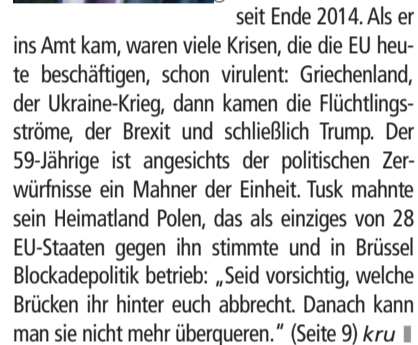 seit Ende 2014. Als er
ins Amt kam, waren viele Krisen, die die EU heu-
te beschäftigen, schon virulent: Griechenland,
der Ukraine-Krieg, dann kamen die Flüchtlings-
ströme, der Brexit und schließlich Trump. Der
59-Jährige ist angesichts der politischen Zer-
würfnisse ein Mahner der Einheit. Tusk mahnte
sein Heimatland Polen, das als einziges von 28
EU-Staaten gegen ihn stimmte und in Brüssel
Blockadepolitik betrieb: „Seid vorsichtig, welche
Brücken ihr hinter euch abbrecht. Danach kann
man sie nicht mehr überqueren.“ (Seite 9) kru